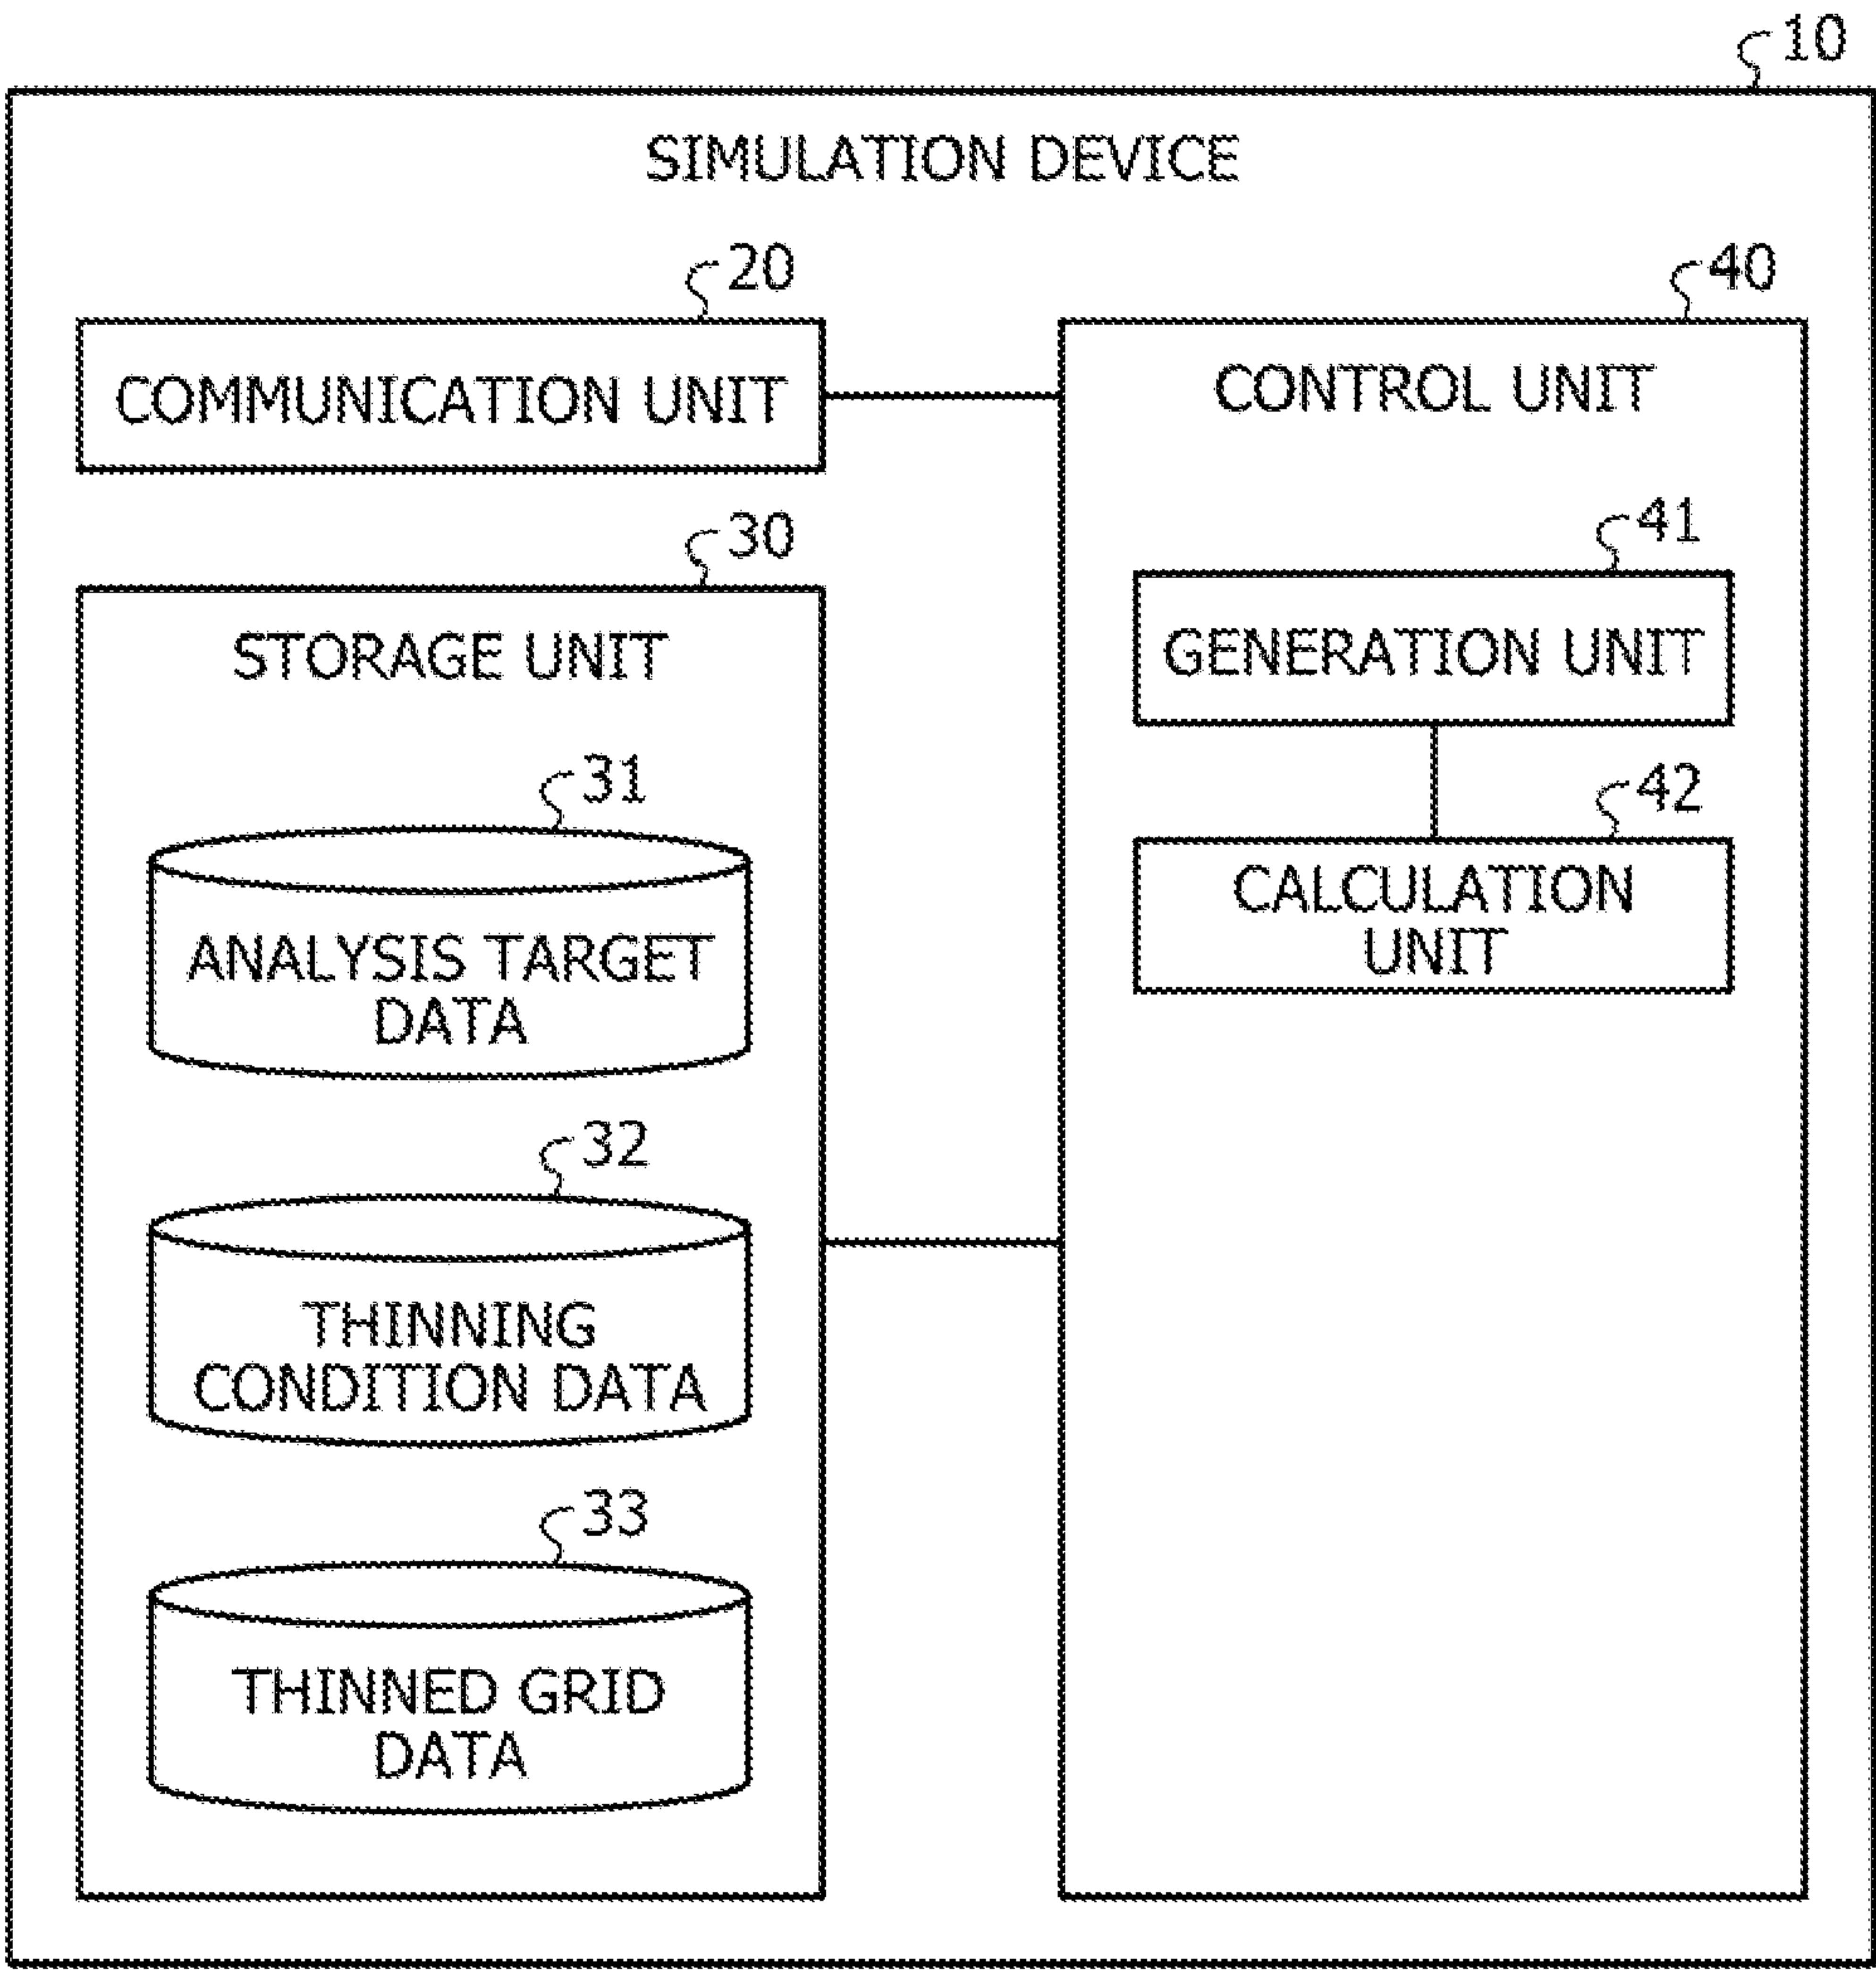 10
SIMULATION DEVICE
20
COMMUNICATION UNIT
30
STORAGE UNIT
31
ANALYSIS TARGET
DATA
32
THINNING
CONDITION DATA
33
THINNED GRID
DATA
40
CONTROL UNIT
41
GENERATION UNIT
42
CALCULATION
UNIT